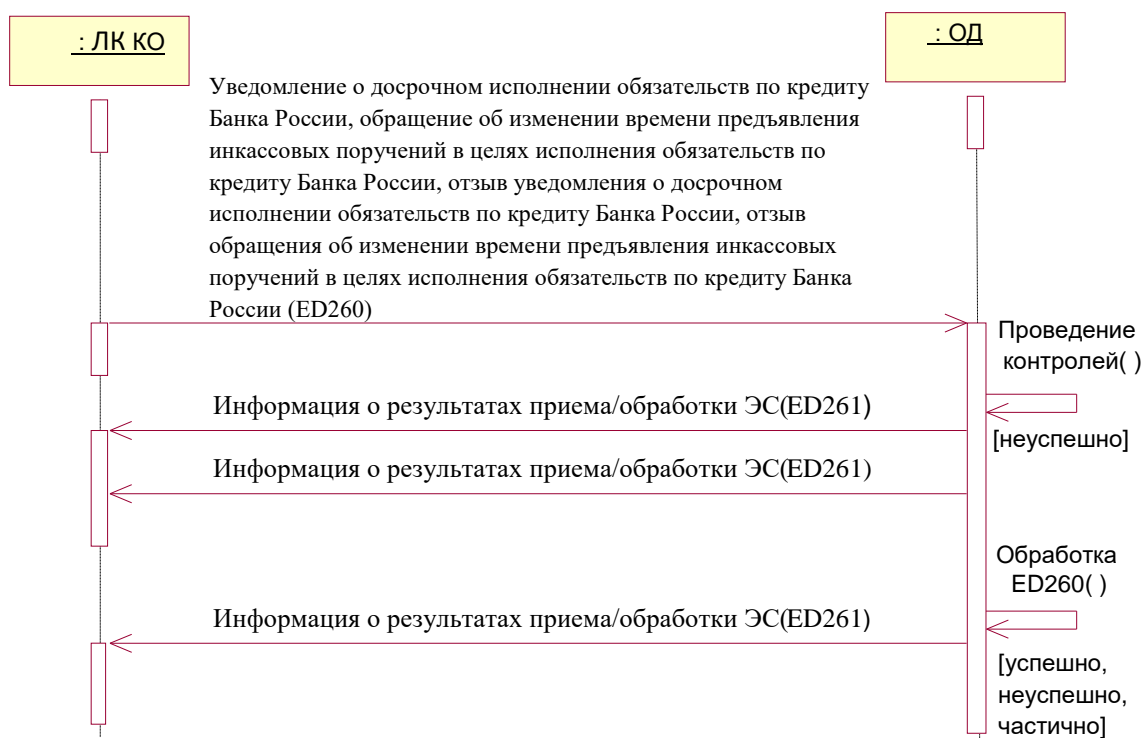 : ЛК КО
: ОД
Уведомление о досрочном исполнении обязательств по кредиту
Банка России, обращение об изменении времени предъявления
инкассовых поручений в целях исполнения обязательств по
кредиту Банка России, отзыв уведомления о досрочном
исполнении обязательств по кредиту Банка России, отзыв
обращения об изменении времени предъявления инкассовых
поручений в целях исполнения обязательств по кредиту Банка
России (ED260)
Проведение
контролей( )
Информация о результатах приема/обработки ЭС(ED261)
[неуспешно]
Информация о результатах приема/обработки ЭС(ED261)
Обработка
ED260( )
Информация о результатах приема/обработки ЭС(ED261)
[успешно,
неуспешно,
частично]